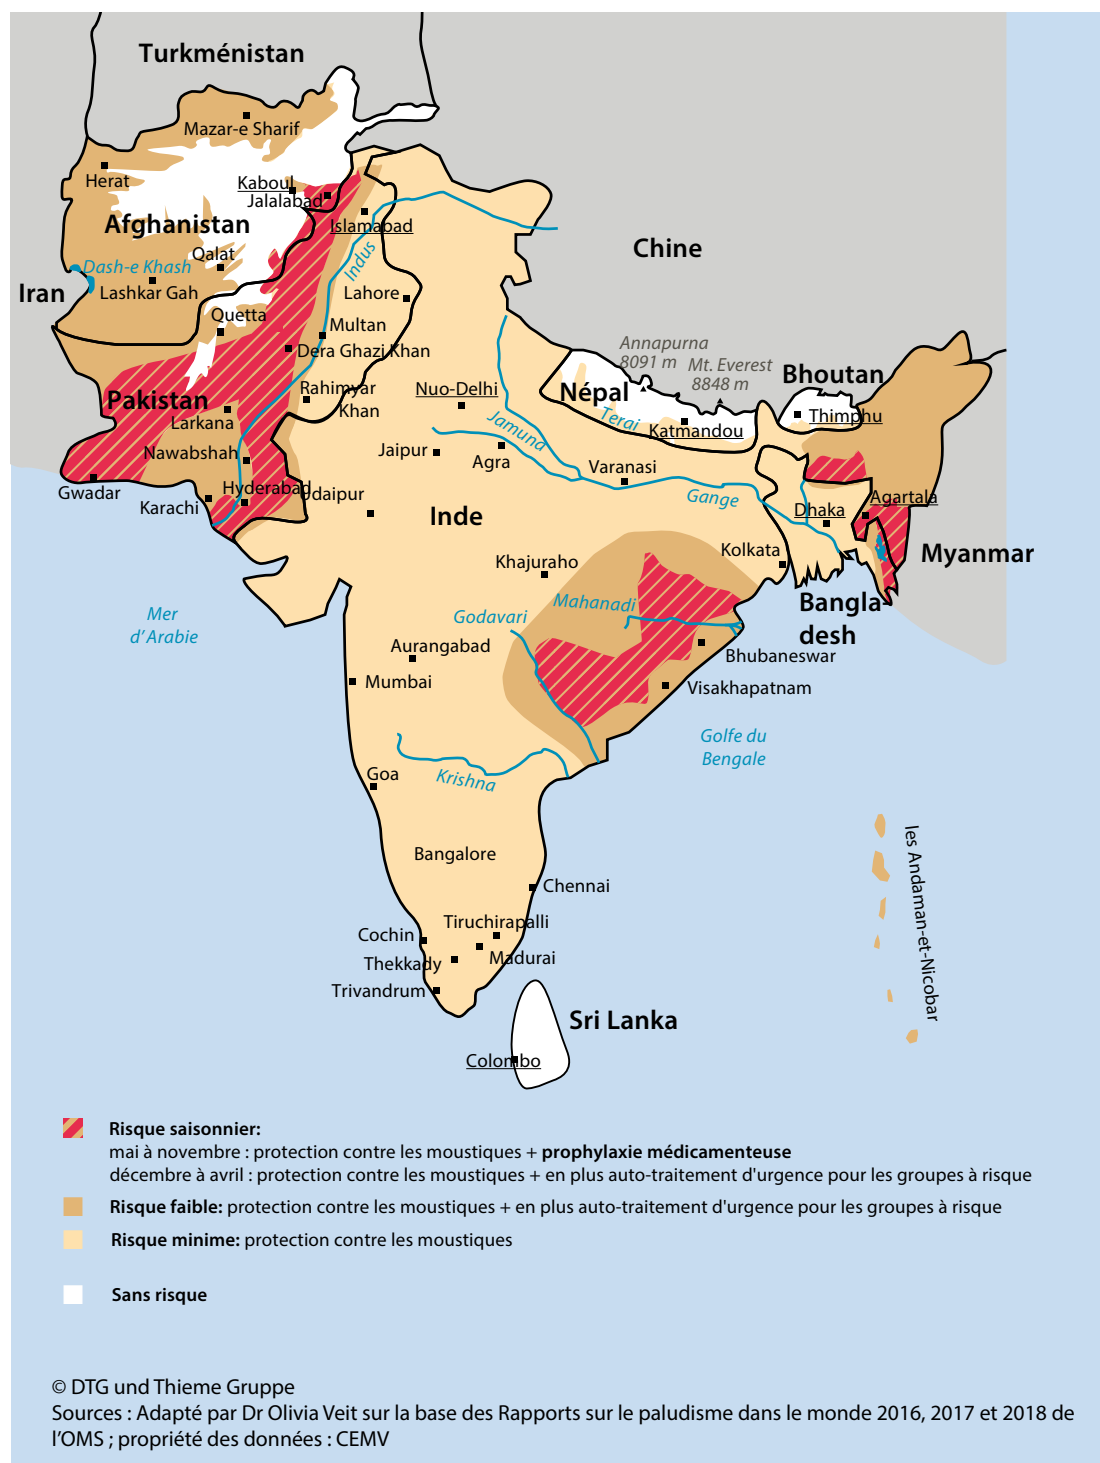 Turkménistan
Mazar-e Sharif
Herat
Kaboul
Jalalabad
Afghanistan
Islamabad
Qalat
Chine
Dash-e Khash
Indus
Iran
Lashkar Gah
Lahore
Quetta
Multan
Annapurna
8091 m
Mt. Everest
8848 m
Dera Ghazi Khan
Bhoutan
Pakistan
Rahimyar
Khan
Nuo-Delhi
Népal
Terai
Thimphu
Larkana
Jamuna
Katmandou
Nawabshah
Jaipur
Agra
Varanasi
Gwadar
Hyderabad
Udaipur
Gange
Agartala
Karachi
Inde
Dhaka
Kolkata
Myanmar
Khajuraho
Mahanadi
Bangla-
desh
Mer
d'Arabie
Godavari
Aurangabad
Bhubaneswar
Mumbai
Visakhapatnam
Golfe du
Bengale
Goa
Krishna
les Andaman-et-Nicobar
Bangalore
Chennai
Tiruchirapalli
Cochin
Thekkady
Madurai
Trivandrum
Sri Lanka
Colombo
Risque saisonnier:
mai à novembre : protection contre les moustiques + prophylaxie médicamenteuse
décembre à avril : protection contre les moustiques + en plus auto-traitement d'urgence pour les groupes à risque
Risque faible: protection contre les moustiques + en plus auto-traitement d'urgence pour les groupes à risque
Risque minime: protection contre les moustiques
Sans risque
© DTG und Thieme Gruppe
Sources : Adapté par Dr Olivia Veit sur la base des Rapports sur le paludisme dans le monde 2016, 2017 et 2018 de
l'OMS ; propriété des données : CEMV